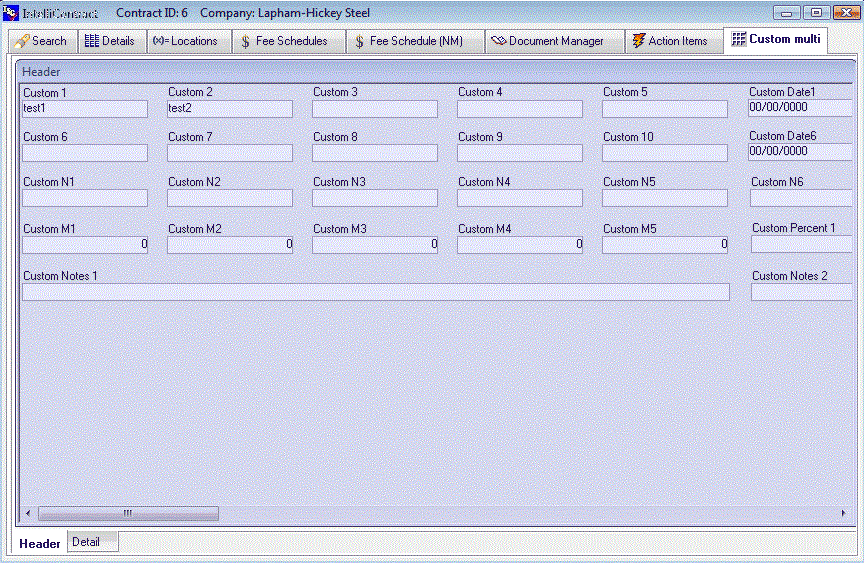 IntelliContract Contract ID: 6 Company: Lapham-Hickey Steel
Search Details (x)= Locations $ Fee Schedules $ Fee Schedule (NM) Document Manager Action Items Custom multi
Header
Custom 1 Custom 2 Custom 3 Custom 4 Custom 5 Custom Date1
test1 test2 00/00/0000
Custom 6 Custom 7 Custom 8 Custom 9 Custom 10 Custom Date6
00/00/0000
Custom N1 Custom N2 Custom N3 Custom N4 Custom N5 Custom N6
Custom M1 Custom M2 Custom M3 Custom M4 Custom M5 Custom Percent 1
0 0 0 0 0
Custom Notes 1 Custom Notes 2
Header Detail